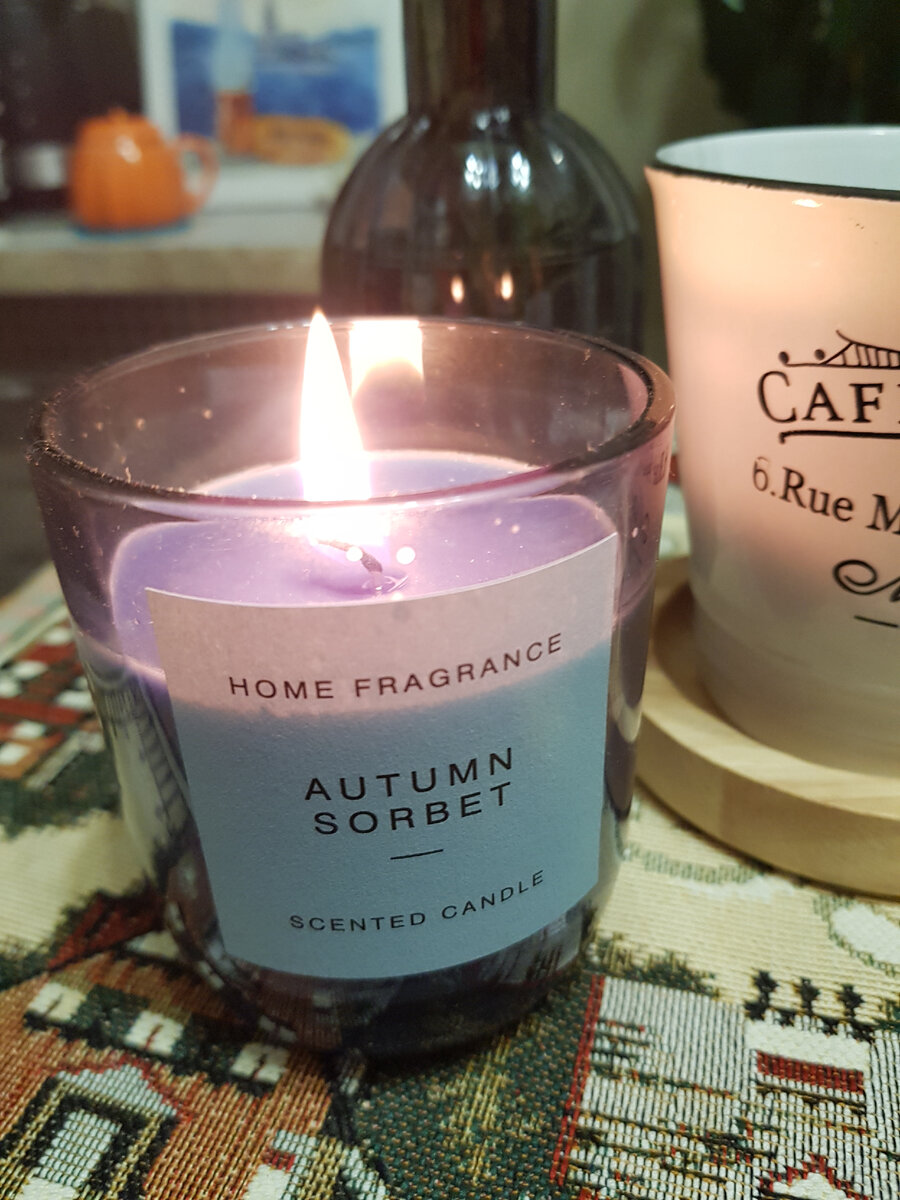 HOME FRAGRANCE
AUTUMN
SORBET
SCENTED CANDLE
CAF
6.Rue M